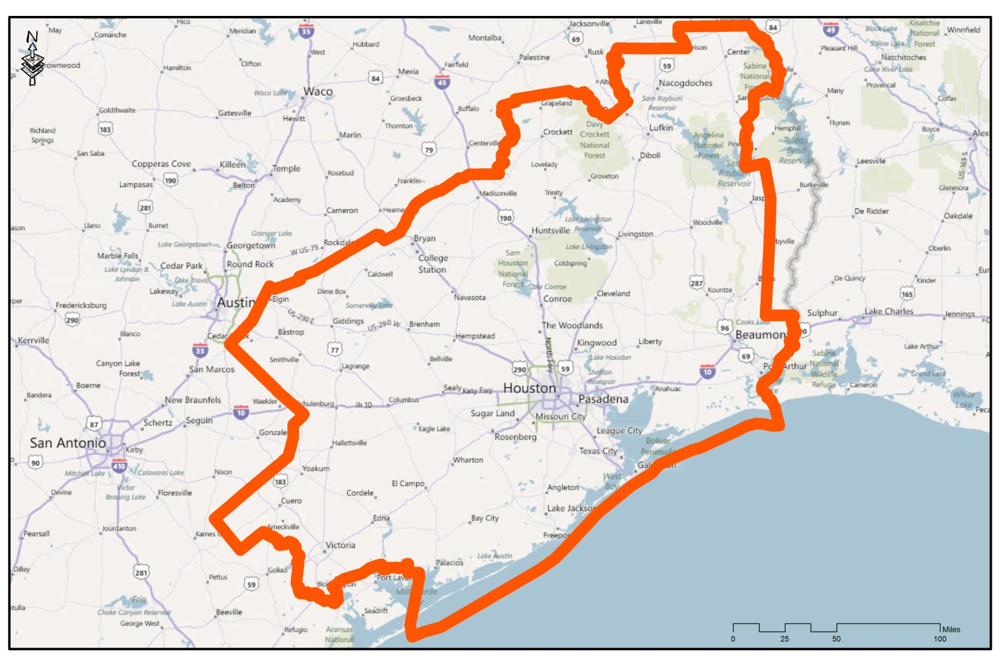 May
Hico
Jacksonville
Laneville
Kisatchie
National
Forest
Winnfield
Comanche
Meridian
35
45
69
84
49
Black Lake
Saline Lake
Montalba
Hubbard
West
Rusk
Center
Pleasant Hill
Natchitoches
Hamilton
Clifton
Palestine
Fairfield
Mexia
59
Sabine
National
Cane River Lake
84
45
Waco
Waco Lake
Nacogdoches
Provencal
Many
Colfax
Groesbeck
Grapeland
Sam Rayburn
Reservoir
Goldthwaite
Gatesville
Hewitt
Buffalo
183
Thornton
Davy
Crockett
National
Forest
Lufkin
Hemphill
Florien
Boyce
Richland
Springs
Marlin
Crockett
Angelina
National
Forest
Toledo
Bend
Reservoir
San Saba
79
Diboll
Leesville
US-165 S
Copperas Cove
Killeen
Temple
Lovelady
Rayburn
Reservoir
Lampasas
190
Belton
Rosebud
Franklin
Groveton
Burkeville
Glenmora
Academy
Madisonville
Trinity
281
Cameron
190
Lake Livingston
Reservoir
De Ridder
Oakdale
Llano
Burnet
Granger Lake
Huntsville
Livingston
Woodville
Lake Georgetown
Georgetown
W US-79
Bryan
Lake Livingston
Oberlin
Marble Falls
Lake Lyndon B.
Johnson
Cedar Park
Round Rock
College
Station
Sam
Houston
National
Forest
Coldspring
Lake Travis
Caldwell
Lakeway
Lake Austin
Austin
Elgin
Dime Box
Somerville Lake
Navasota
Lake Conroe
Conroe
Cleveland
287
Kountze
De Quincy
Kinder
165
Fredericksburg
290
US-290 E
Giddings
US-290 W
Brenham
Sulphur
Lake Charles
Jennings
Blanco
Bastrop
Hempstead
The Woodlands
96
Cooks Lake
Kerrville
35
77
Smithville
North Fwy
Kingwood
Liberty
69
Lake Arthur
Canyon Lake
Forest
San Marcos
Lagrange
Bellville
290
59
Lake Houston
Sheldon
Reservoir
10
Sabine
National
Wildlife
Refuge
Grand Lake
Boerne
Houston
Anahuac
Cameron
White
Lake
Bandera
New Braunfels
Waelder
Ih 10
Columbus
Sealy
Katy Fwy
Pasadena
87
Schertz
Seguin
10
Sugar Land
Missouri City
Eagle Lake
Rosenberg
League City
San Antonio
Kirby
Hallettsville
Texas City
Bolivar
90
410
Mitchell Lake
Calavaras Lake
Nixon
Yoakum
Wharton
West
Bay
Victor
Braunig Lake
183
Devine
Floresville
Cuero
Cordele
El Campo
Angleton
Lake Jackson
Pearsall
Jourdanton
Edna
Bay City
Victoria
Lake Austin
Dilley
281
Pettus
59
Goliad
Palacios
Frio
Choke Canyon Reservoir
Beeville
Seadrift
George West
Refugio
Aransas
National
0
25
50
100
Miles
N